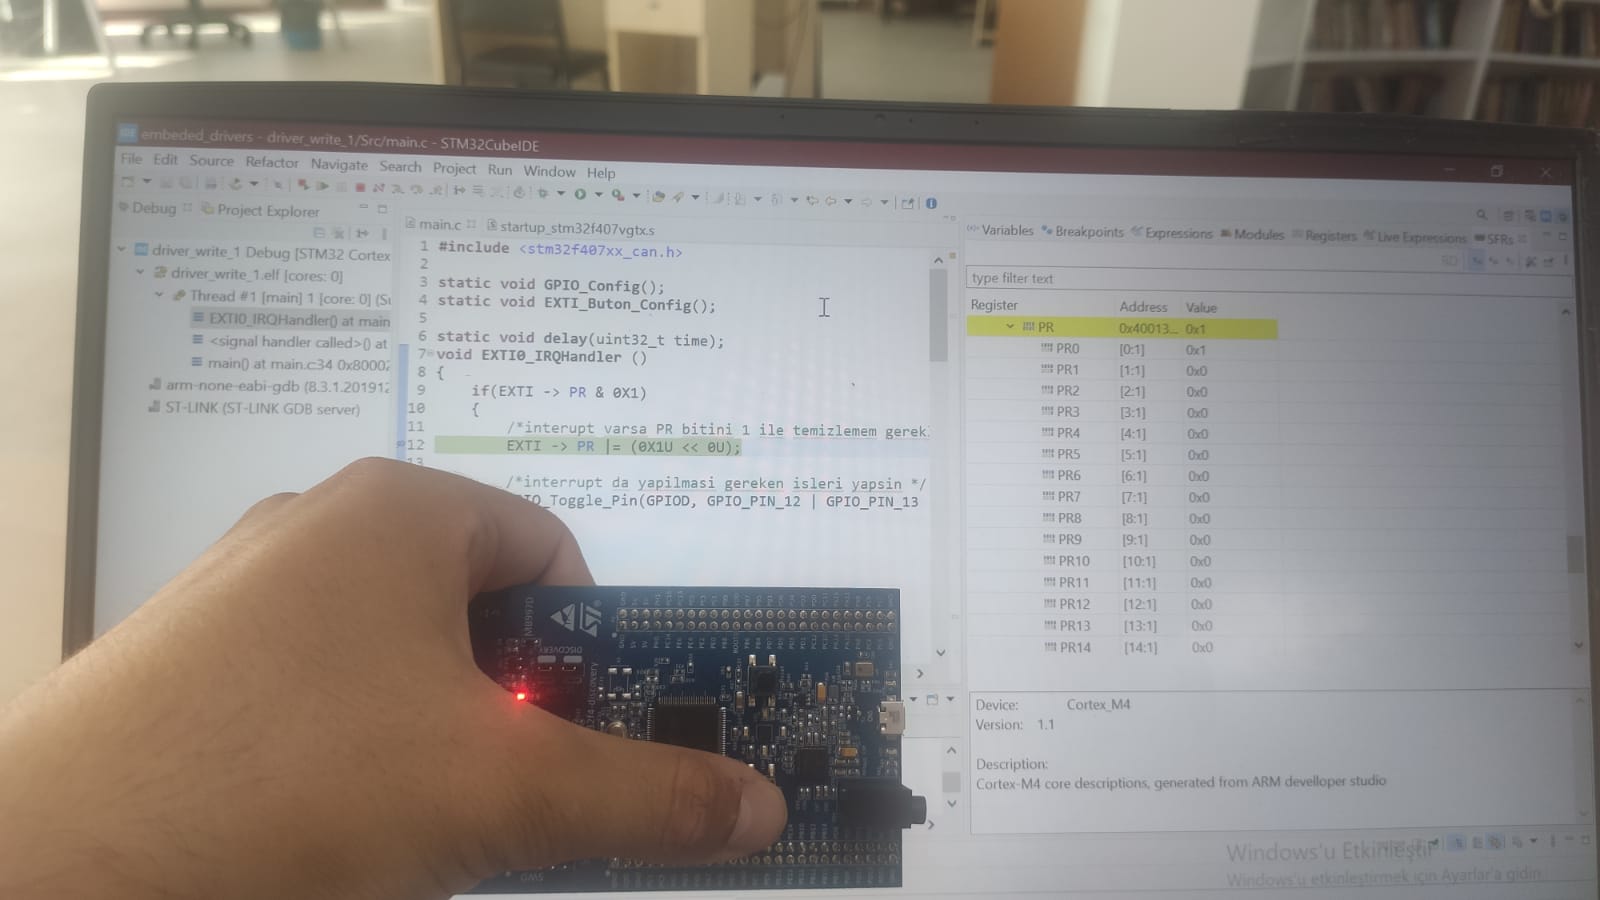 IDE embeded_drivers - driver_write_1/Src/main.c - STM32CubeIDE
File Edit Source Refactor Navigate Search Project Run Window Help
Debug Project Explorer
driver_write_1 Debug [STM32 Cortex
driver_write_1.elf [cores: 0]
Thread #1 [main] 1 [core: 0] (Su
EXTI0_IRQHandler() at main
<signal handler called>() at
main() at main.c:34 0x80002
arm-none-eabi-gdb (8.3.1.201912
ST-LINK (ST-LINK GDB server)
main.c startup_stm32f407vgtx.s
1 #include <stm32f407xx_can.h>
2
3 static void GPIO_Config();
4 static void EXTI_Buton_Config();
5
6 static void delay(uint32_t time);
7 void EXTI0_IRQHandler ()
8 {
9 if(EXTI -> PR & 0X1)
10 {
11 /*interupt varsa PR bitini 1 ile temizlemem gerek
12 EXTI -> PR |= (0X1U << 0U);
13
/*interrupt da yapilmasi gereken isleri yapsin */
IO_Toggle_Pin(GPIOD, GPIO_PIN_12 | GPIO_PIN_13
Variables Breakpoints Expressions Modules Registers Live Expressions SFRs
RD
type filter text
Register Address Value
PR 0x40013... 0x1
PR0 [0:1] 0x1
PR1 [1:1] 0x0
PR2 [2:1] 0x0
PR3 [3:1] 0x0
PR4 [4:1] 0x0
PR5 [5:1] 0x0
PR6 [6:1] 0x0
PR7 [7:1] 0x0
PR8 [8:1] 0x0
PR9 [9:1] 0x0
PR10 [10:1] 0x0
PR11 [11:1] 0x0
PR12 [12:1] 0x0
PR13 [13:1] 0x0
PR14 [14:1] 0x0
Device: Cortex_M4
Version: 1.1
Description:
Cortex-M4 core descriptions, generated from ARM develloper studio
Windows'u Etkinleştir
Windows'u etkinleştirmek için Ayarlar'a gidin.
DISCOVERY
SWD